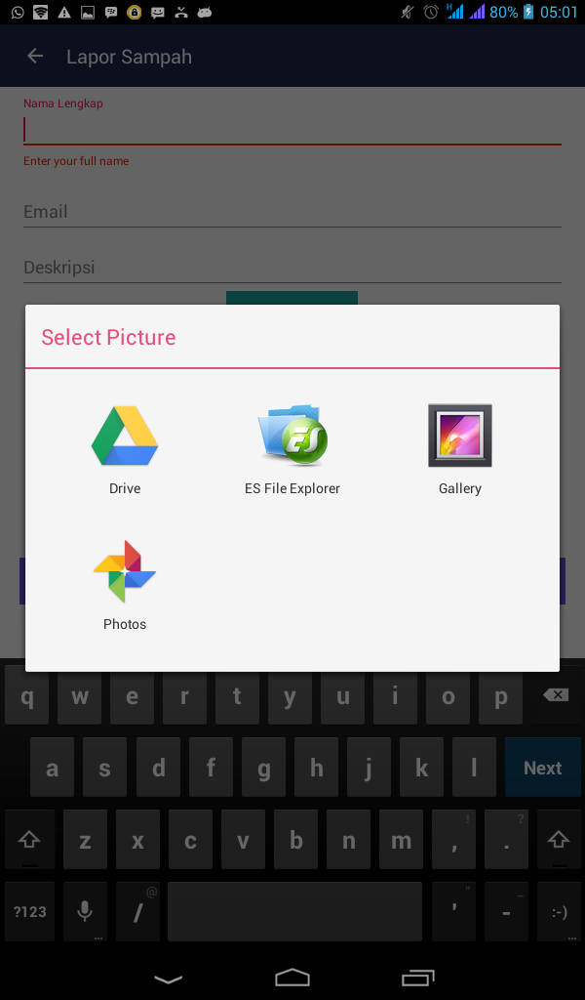 80% 05:01
Lapor Sampah
Nama Lengkap
Enter your full name
Email
Deskripsi
Select Picture
Drive ES File Explorer Gallery
Photos
q w e r t y u i o p
a s d f g h j k l Next
z x c v b n m , ! . ?
?123 / @ ' " - _ :-) ...